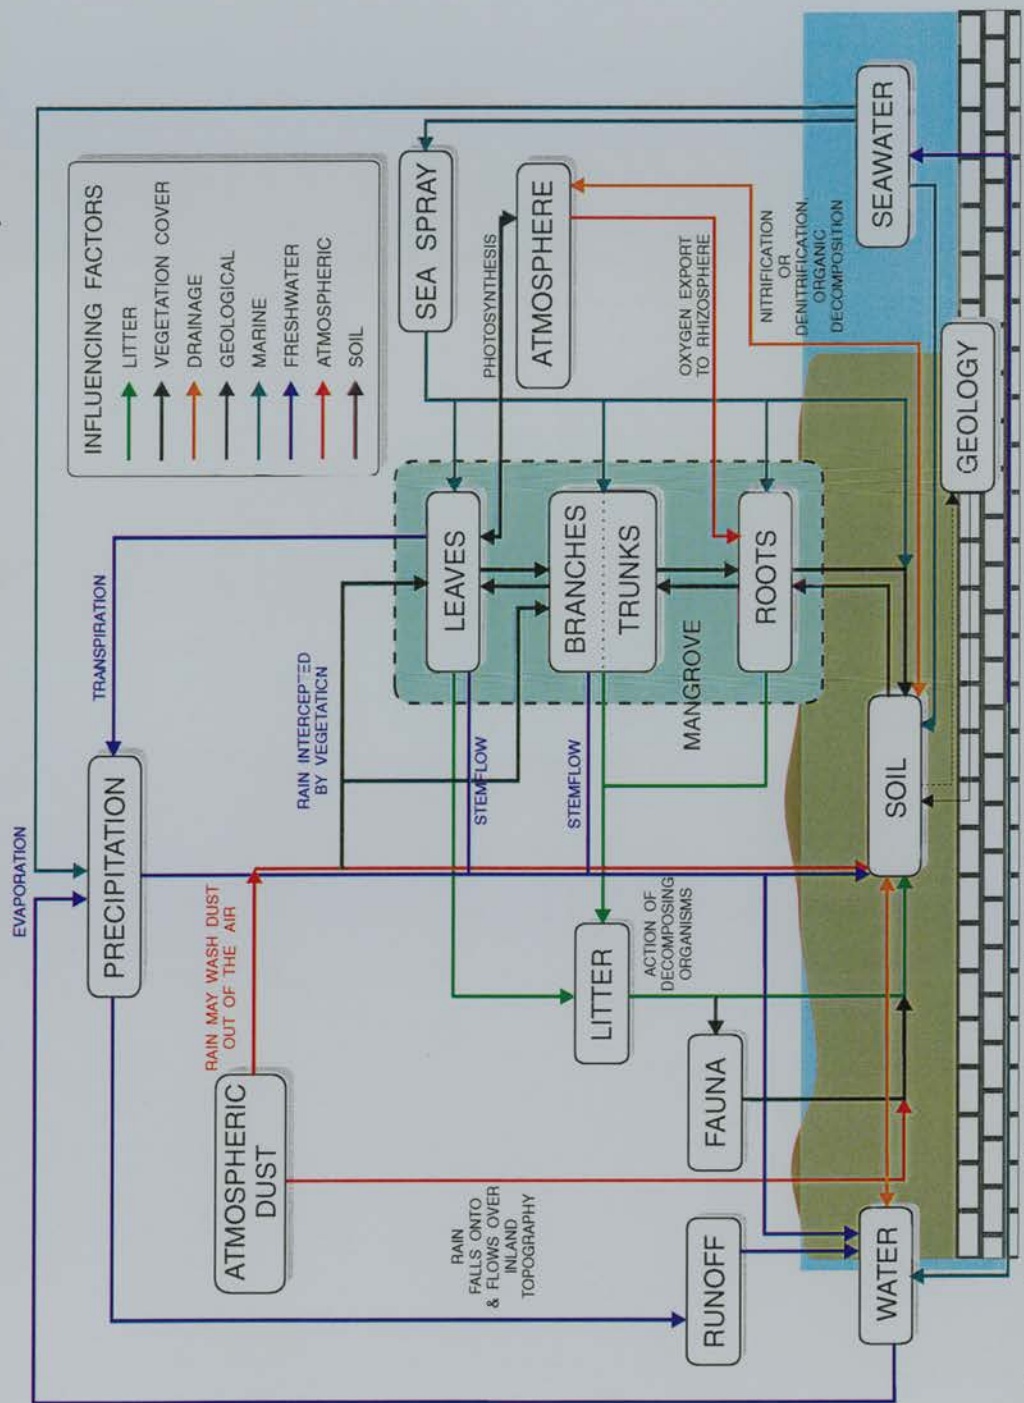 EVAPORATION
PRECIPITATION
TRANSPIRATION
RAIN MAY WASH DUST
OUT OF THE AIR
ATMOSPHERIC
DUST
RAIN INTERCEPTED
BY VEGETATION
INFLUENCING FACTORS
LITTER
VEGETATION COVER
DRAINAGE
GEOLOGICAL
MARINE
FRESHWATER
ATMOSPHERIC
SOIL
SEA SPRAY
LEAVES
STEMFLOW
PHOTOSYNTHESIS
ATMOSPHERE
RAIN
FALLS ONTO
& FLOWS OVER
INLAND
TOPOGRAPHY
BRANCHES
TRUNKS
STEMFLOW
LITTER
ACTION OF
DECOMPOSING
ORGANISMS
MANGROVE
OXYGEN EXPORT
TO RHIZOSPHERE
RUNOFF
FAUNA
ROOTS
NITRIFICATION
OR
DENITRIFICATION,
ORGANIC
DECOMPOSITION
WATER
SOIL
SEAWATER
GEOLOGY